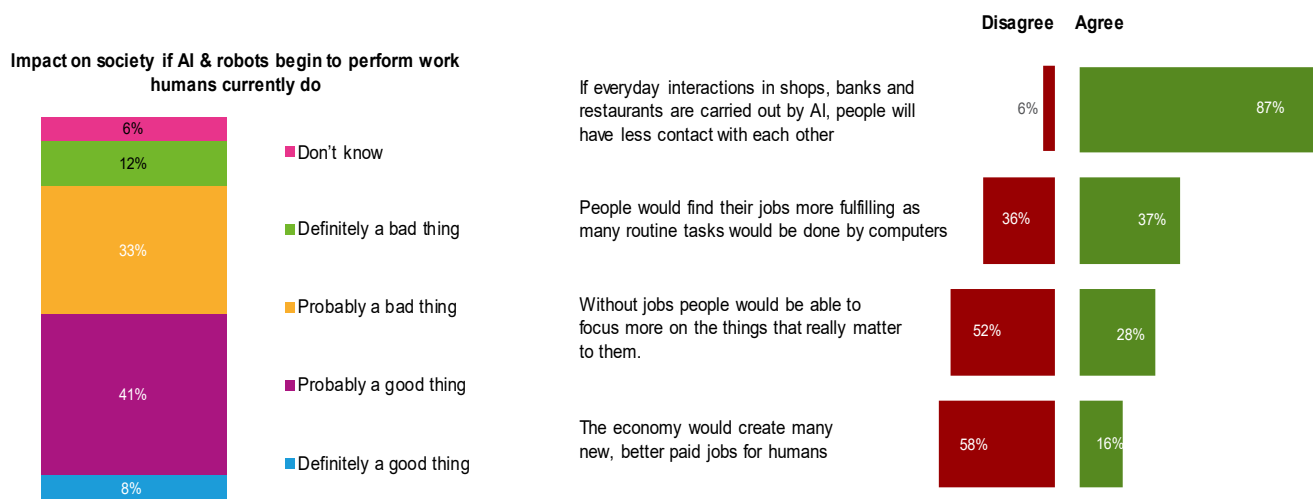 Impact on society if AI & robots begin to perform work
humans currently do
6%
12%
33%
41%
8%
Don't know
Definitely a bad thing
Probably a bad thing
Probably a good thing
Definitely a good thing
Disagree Agree
If everyday interactions in shops, banks and
restaurants are carried out by AI, people will
have less contact with each other
6%
87%
People would find their jobs more fulfilling as
many routine tasks would be done by computers
36%
37%
Without jobs people would be able to
focus more on the things that really matter
to them.
52%
28%
The economy would create many
new, better paid jobs for humans
58%
16%